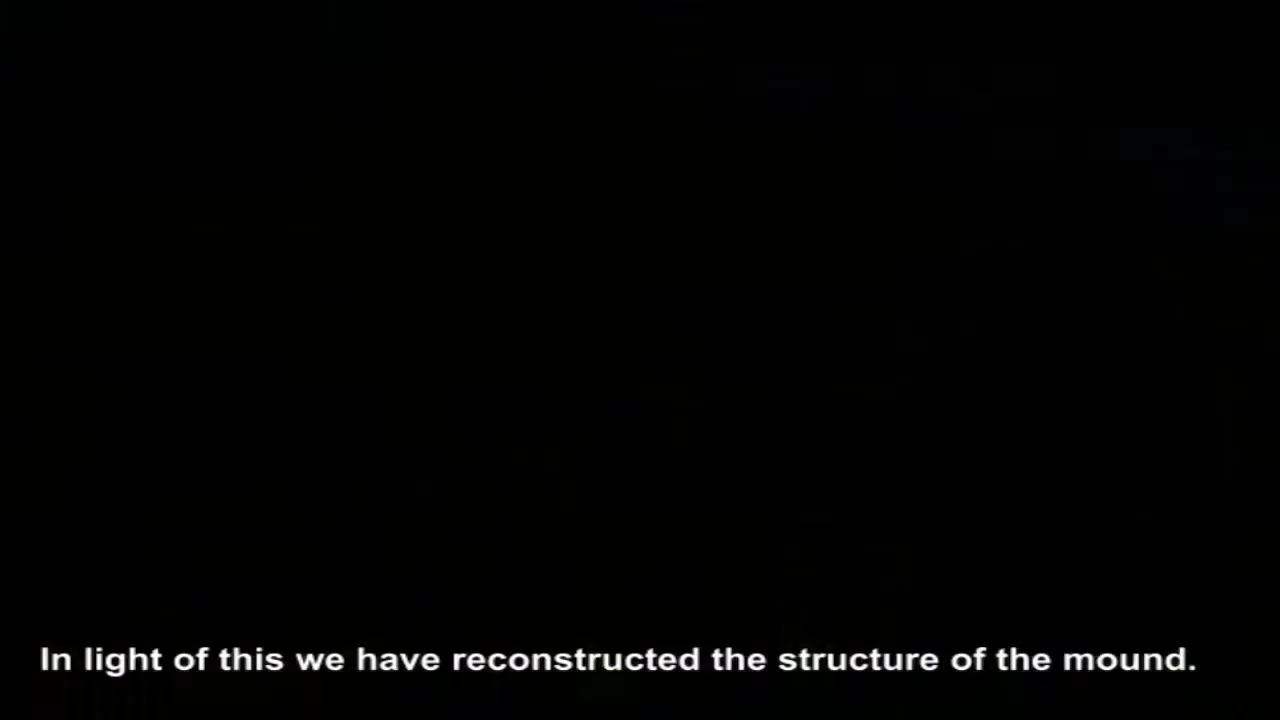 In light of this we have reconstructed the structure of the mound.